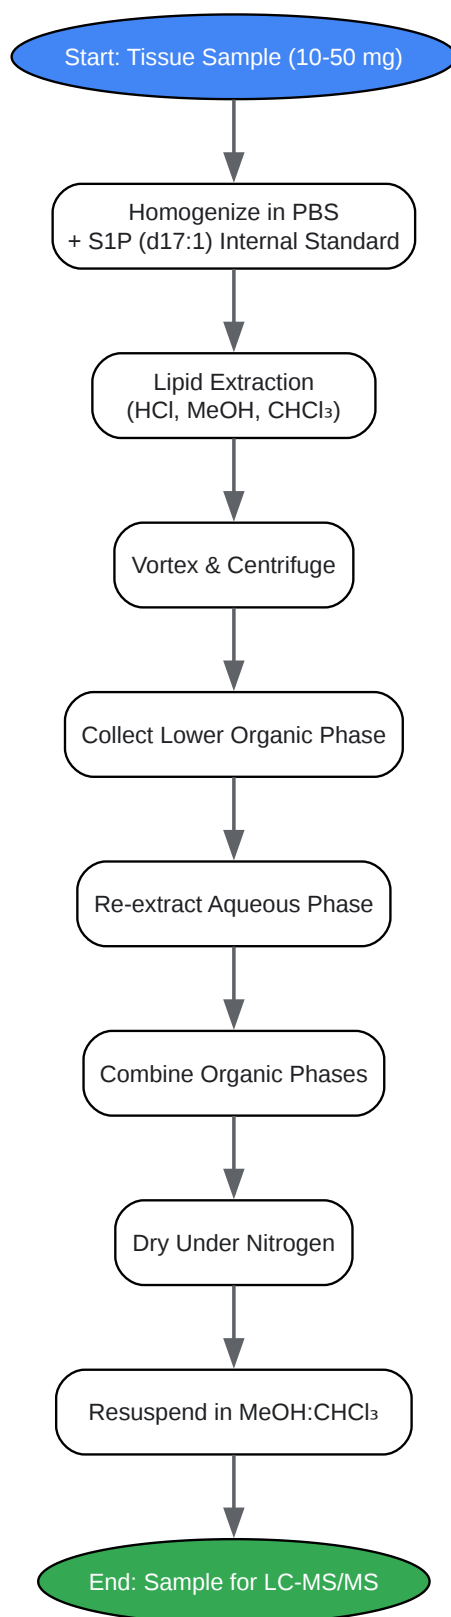 Start: Tissue Sample (10-50 mg)
Homogenize in PBS
+ S1P (d17:1) Internal Standard
Lipid Extraction
(HCl, MeOH, CHCl₃)
Vortex & Centrifuge
Collect Lower Organic Phase
Re-extract Aqueous Phase
Combine Organic Phases
Dry Under Nitrogen
Resuspend in MeOH:CHCl₃
End: Sample for LC-MS/MS